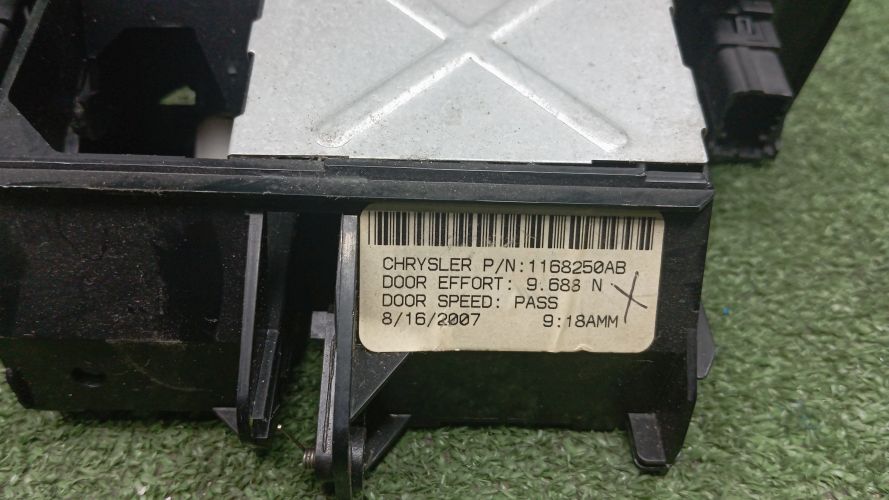 CHRYSLER P/N:1168250AB
DOOR EFFORT: 9.688 N
DOOR SPEED: PASS
8/16/2007 9:18AMM